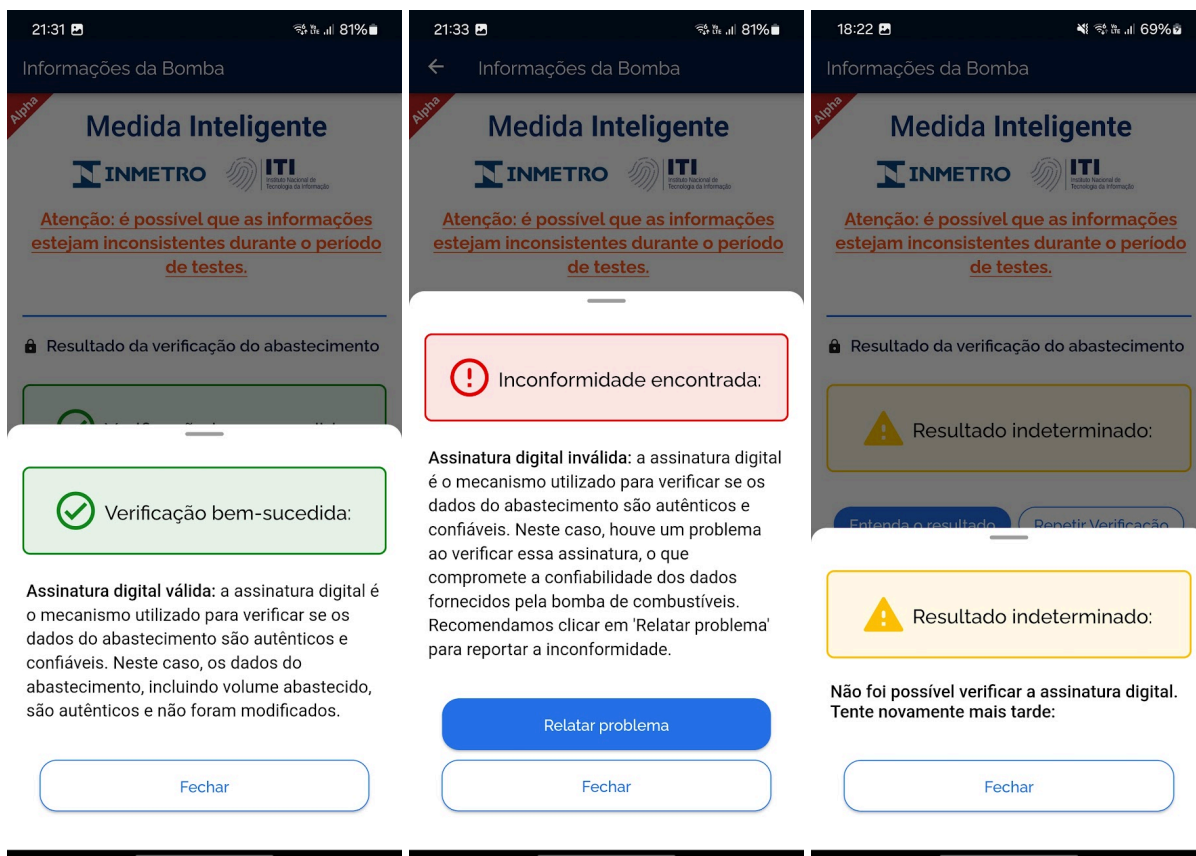 21:31
81%
Informações da Bomba
Alpha
Medida Inteligente
INMETRO
ITI
Instituto Nacional de
Tecnologia da Informação
Atenção: é possível que as informações
estejam inconsistentes durante o período
de testes.
Resultado da verificação do abastecimento
Verificação bem-sucedida:
Assinatura digital válida: a assinatura digital é
o mecanismo utilizado para verificar se os
dados do abastecimento são autênticos e
confiáveis. Neste caso, os dados do
abastecimento, incluindo volume abastecido,
são autênticos e não foram modificados.
Fechar
21:33
81%
Informações da Bomba
Alpha
Medida Inteligente
INMETRO
ITI
Instituto Nacional de
Tecnologia da Informação
Atenção: é possível que as informações
estejam inconsistentes durante o período
de testes.
Inconformidade encontrada:
Assinatura digital inválida: a assinatura digital
é o mecanismo utilizado para verificar se os
dados do abastecimento são autênticos e
confiáveis. Neste caso, houve um problema
ao verificar essa assinatura, o que
compromete a confiabilidade dos dados
fornecidos pela bomba de combustíveis.
Recomendamos clicar em 'Relatar problema'
para reportar a inconformidade.
Relatar problema
Fechar
18:22
69%
Informações da Bomba
Alpha
Medida Inteligente
INMETRO
ITI
Instituto Nacional de
Tecnologia da Informação
Atenção: é possível que as informações
estejam inconsistentes durante o período
de testes.
Resultado da verificação do abastecimento
Resultado indeterminado:
Entenda o resultado
Repetir Verificação
Resultado indeterminado:
Não foi possível verificar a assinatura digital.
Tente novamente mais tarde:
Fechar